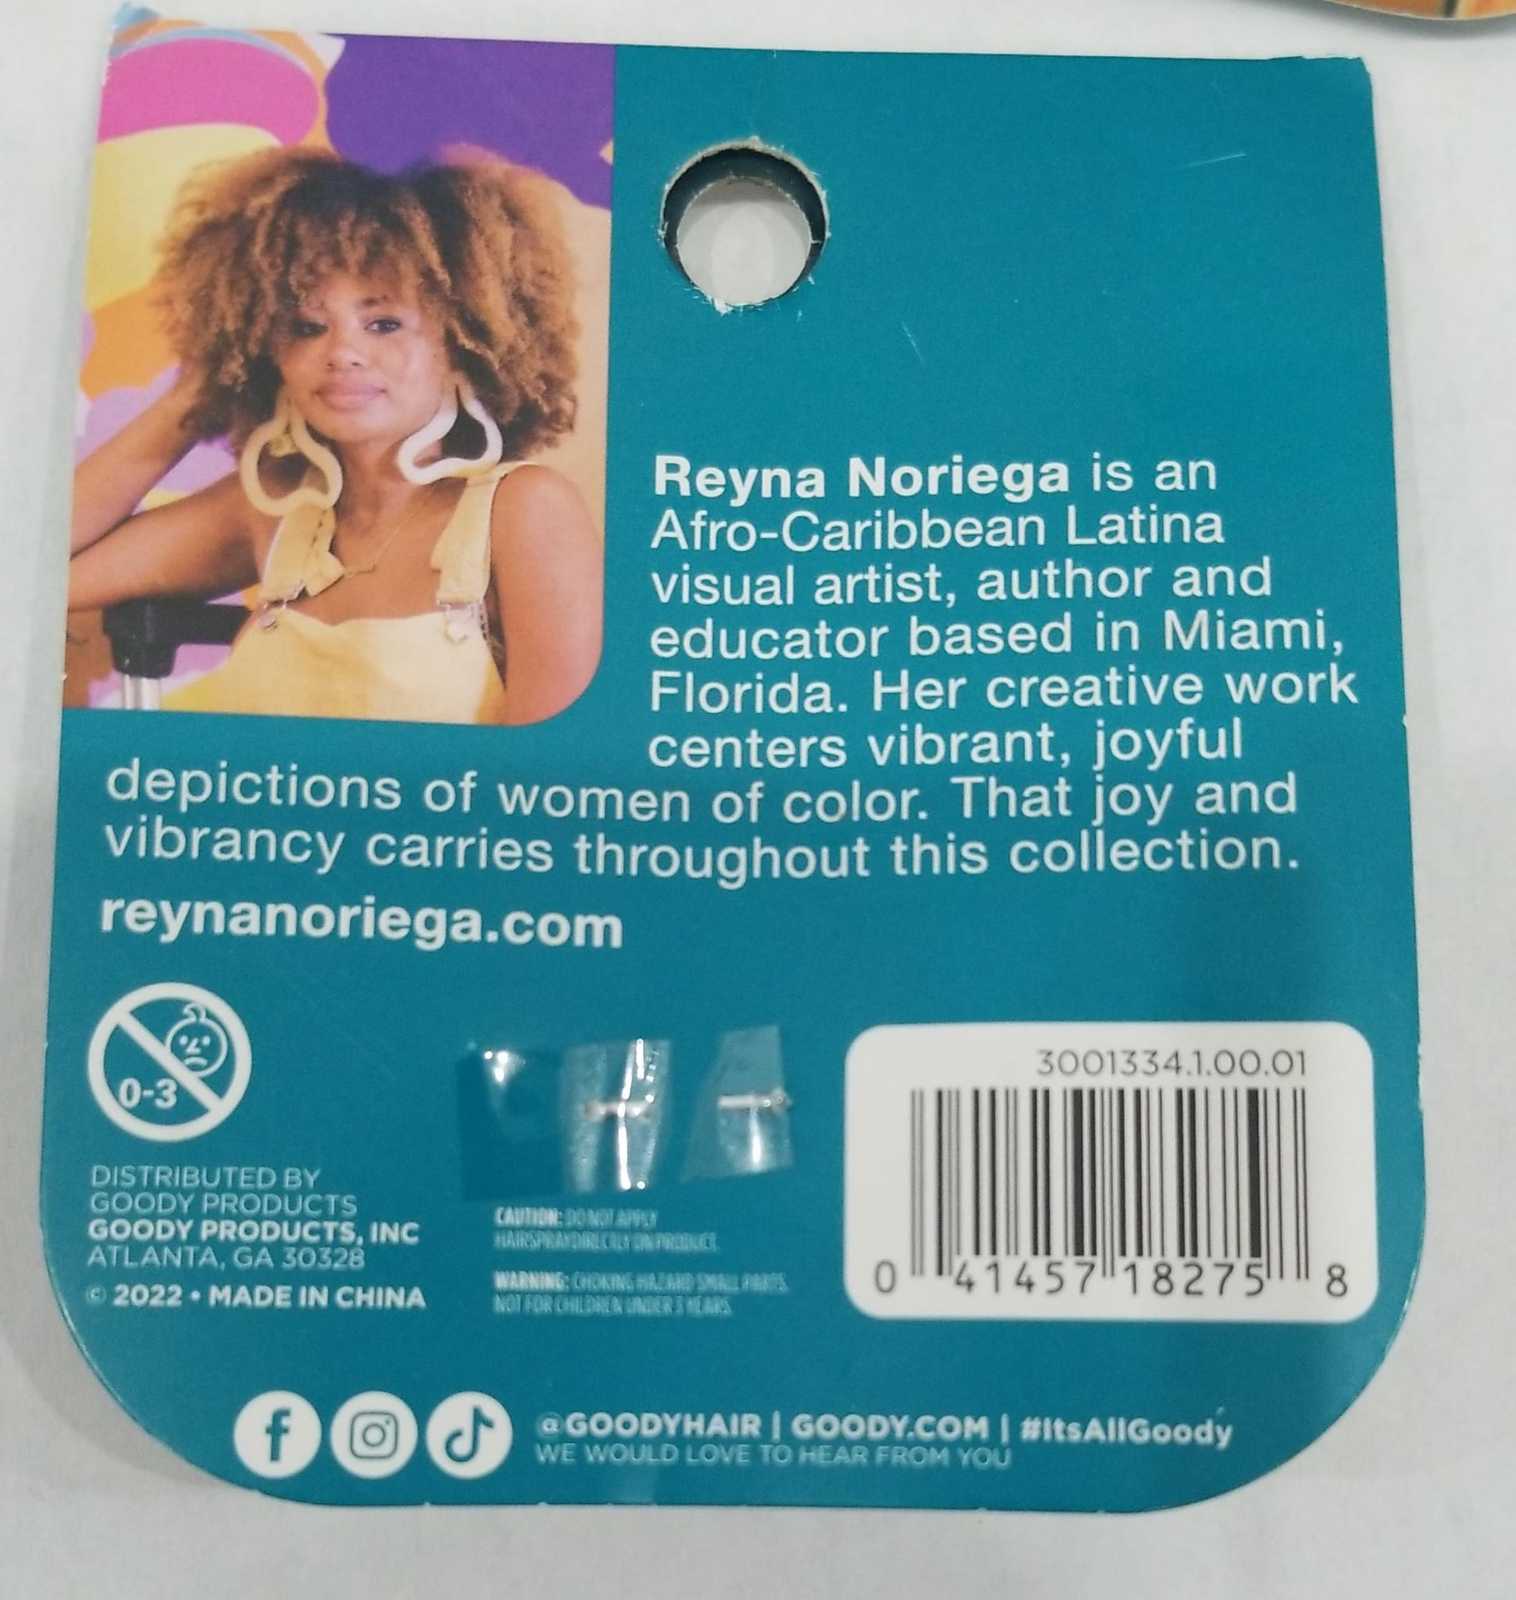 Reyna Noriega is an
Afro-Caribbean Latina
visual artist, author and
educator based in Miami,
Florida. Her creative work
centers vibrant, joyful
depictions of women of color. That joy and
vibrancy carries throughout this collection.
reynanoriega.com
0-3
DISTRIBUTED BY
GOODY PRODUCTS
GOODY PRODUCTS, INC
ATLANTA, GA 30328
© 2022 • MADE IN CHINA
CAUTION: DO NOT APPLY
HAIRSPRAY DIRECTLY ON PRODUCT.
WARNING: CHOKING HAZARD SMALL PARTS.
NOT FOR CHILDREN UNDER 3 YEARS.
3001334.1.00.01
0 41457 18275 8
@GOODYHAIR | GOODY.COM | #ItsAllGoody
WE WOULD LOVE TO HEAR FROM YOU